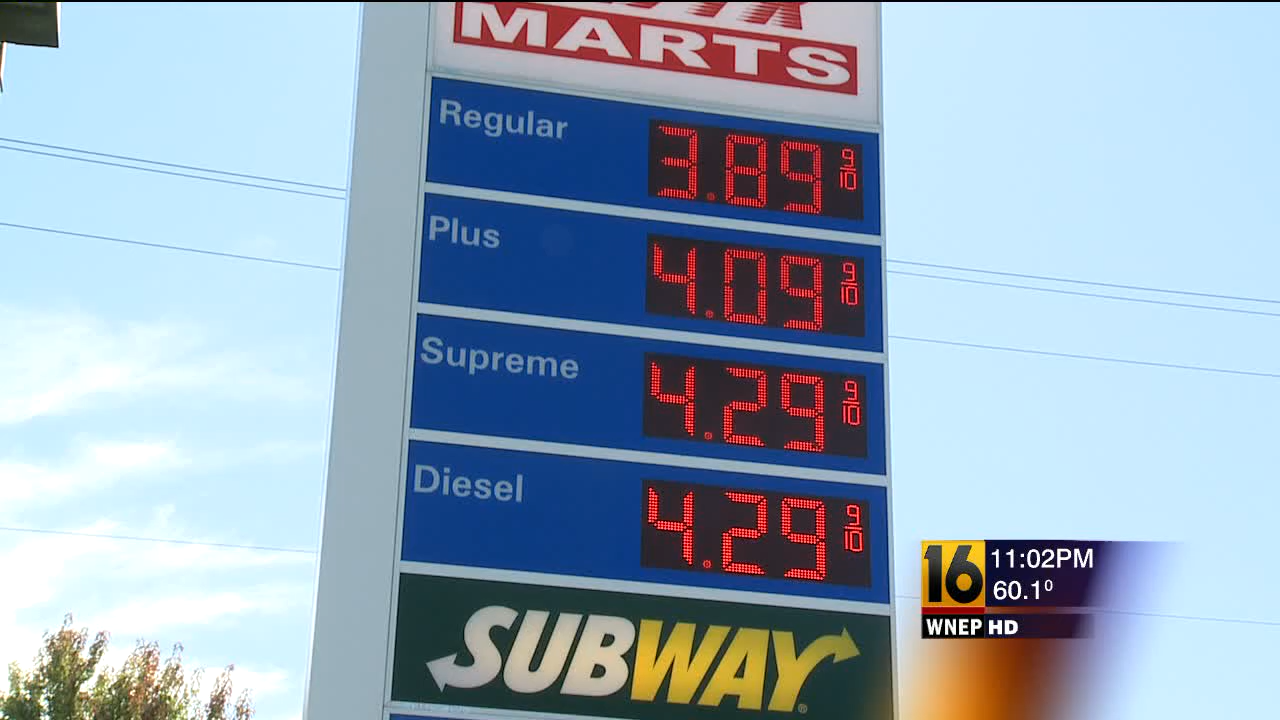 MARTS
Regular 3.89 9/10
Plus 4.09 9/10
Supreme 4.29 9/10
Diesel 4.29 9/10
SUBWAY
16 11:02PM
60.1⁰
WNEP HD